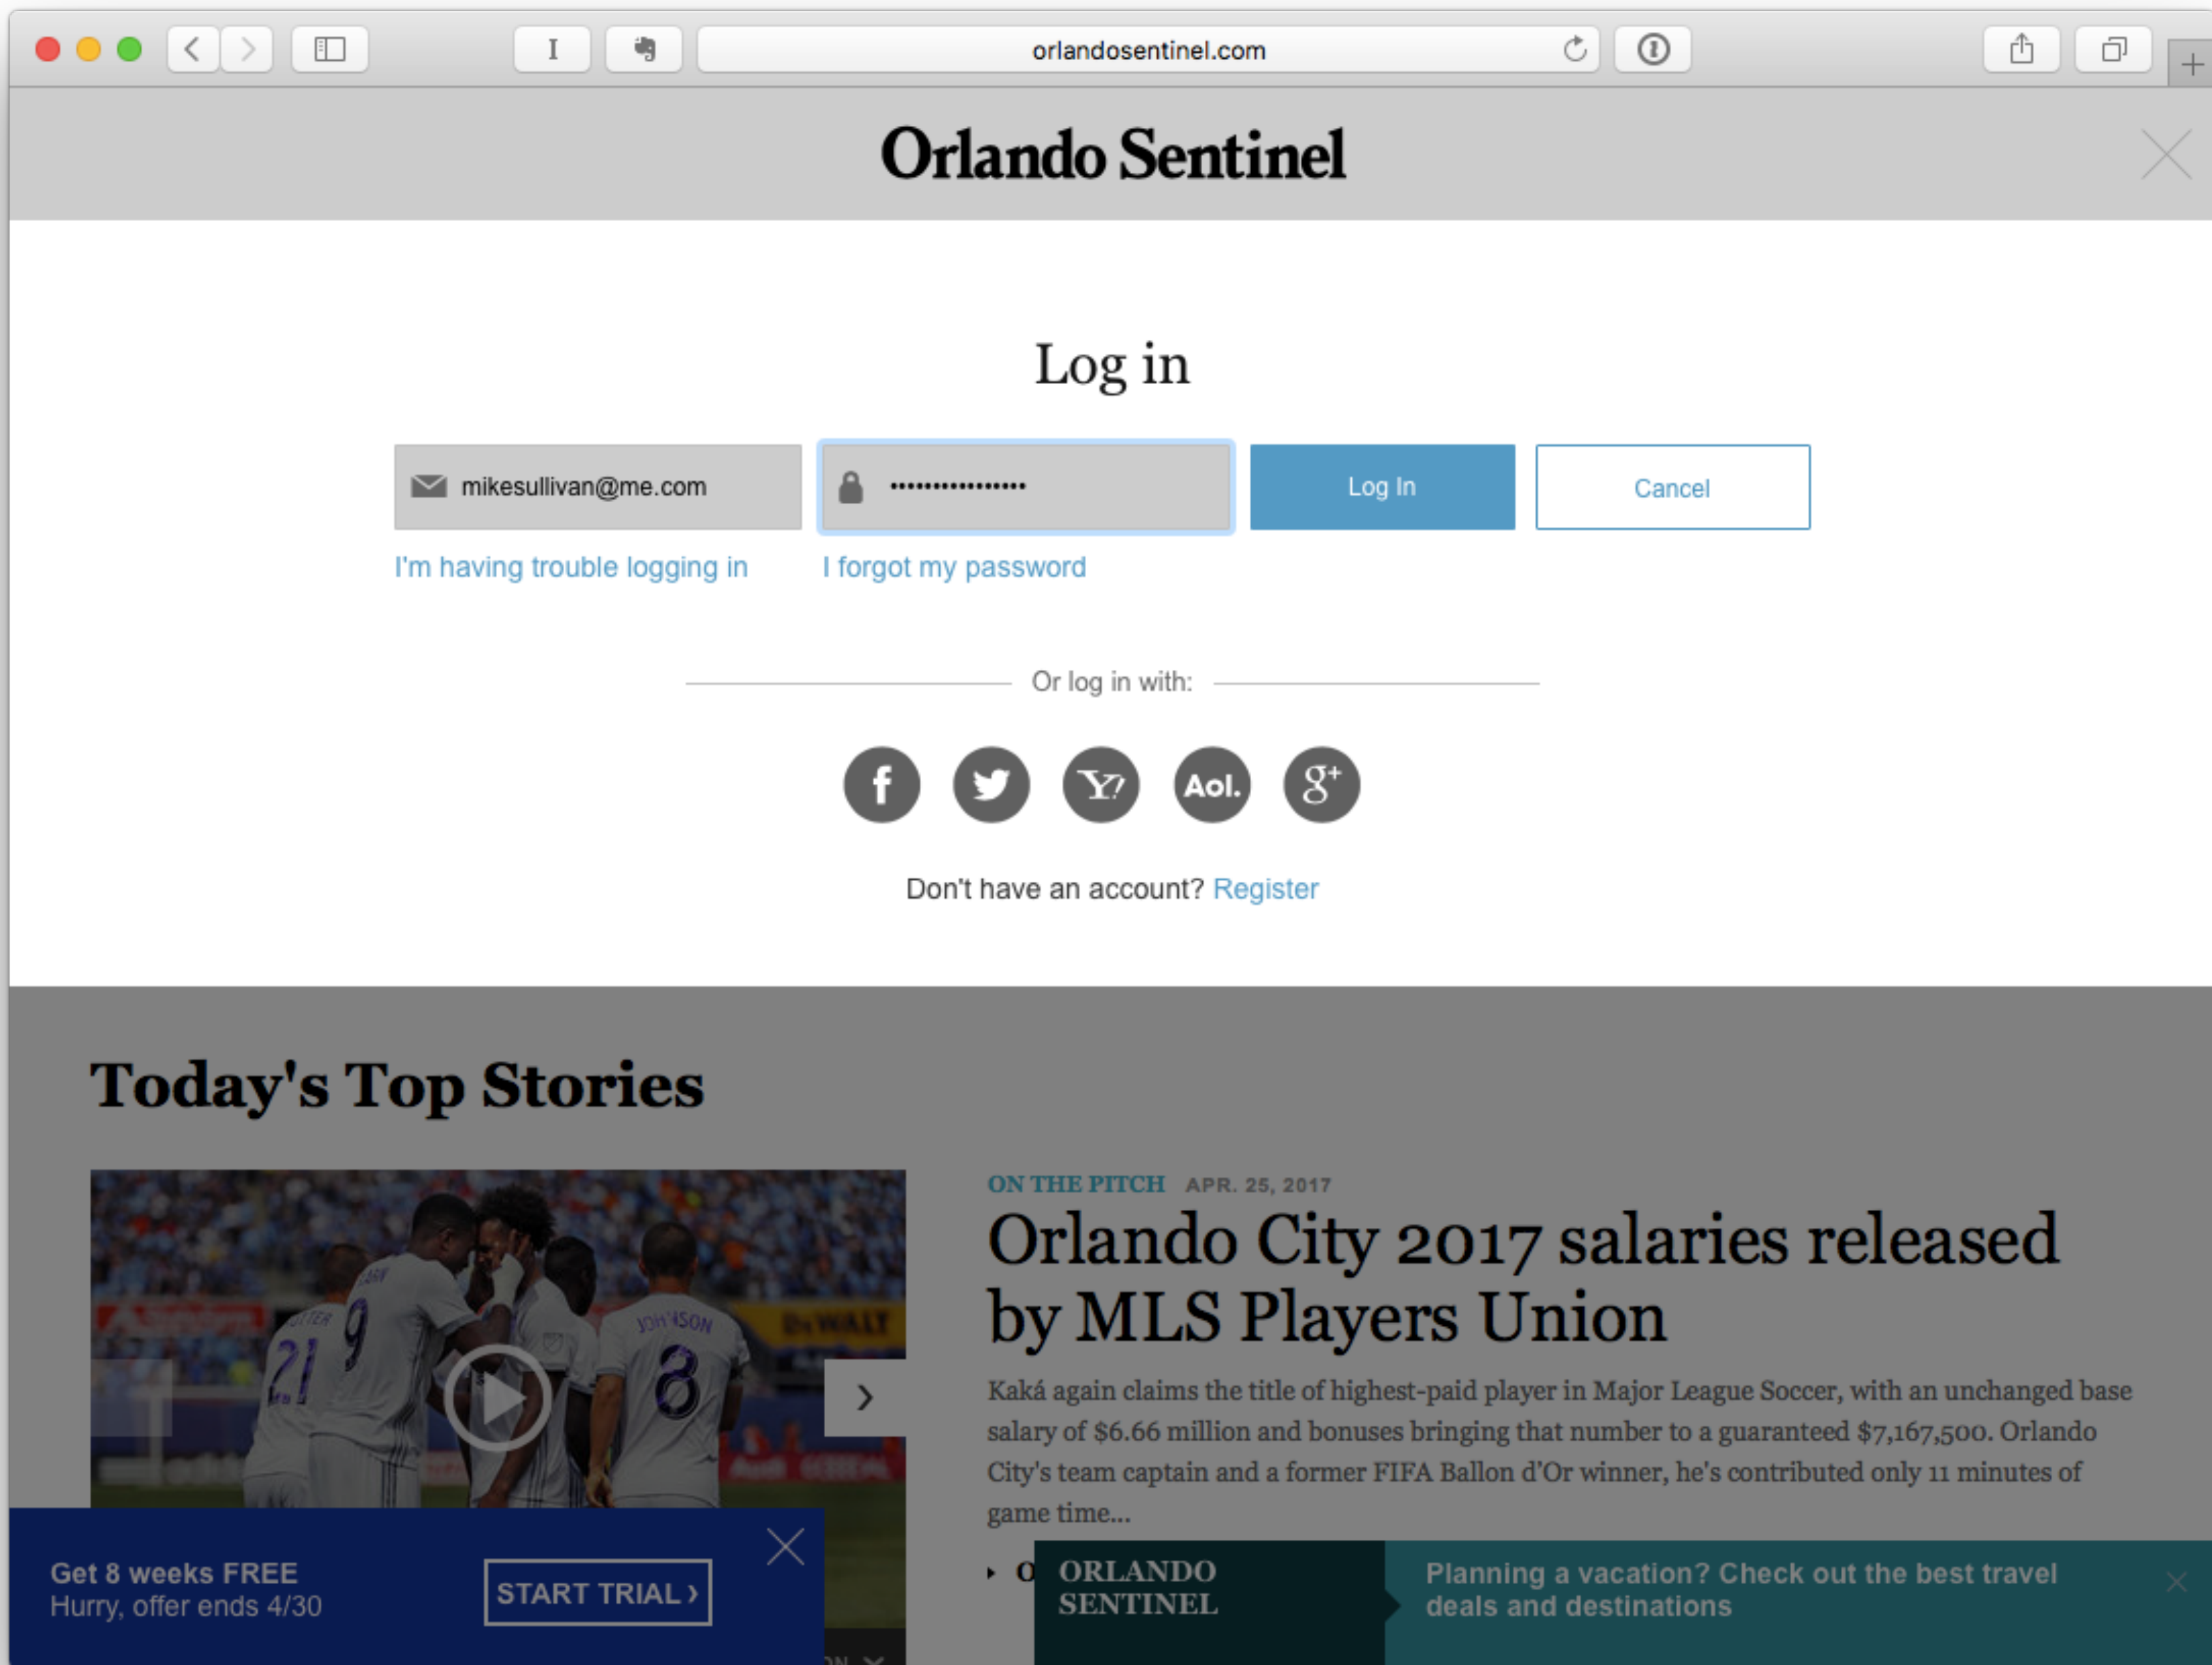 orlandosentinel.com
Orlando Sentinel
Log in
mikesullivan@me.com
••••••••••••••••
Log In
Cancel
I'm having trouble logging in
I forgot my password
Or log in with:
f
Y!
Aol.
g+
Don't have an account? Register
Today's Top Stories
21
9
JOHNSON
8
DEWALT
Audi
ON THE PITCH APR. 25, 2017
Orlando City 2017 salaries released
by MLS Players Union
Kaká again claims the title of highest-paid player in Major League Soccer, with an unchanged base
salary of $6.66 million and bonuses bringing that number to a guaranteed $7,167,500. Orlando
City's team captain and a former FIFA Ballon d'Or winner, he's contributed only 11 minutes of
game time...
Get 8 weeks FREE
Hurry, offer ends 4/30
START TRIAL ›
O
ORLANDO
SENTINEL
Planning a vacation? Check out the best travel
deals and destinations